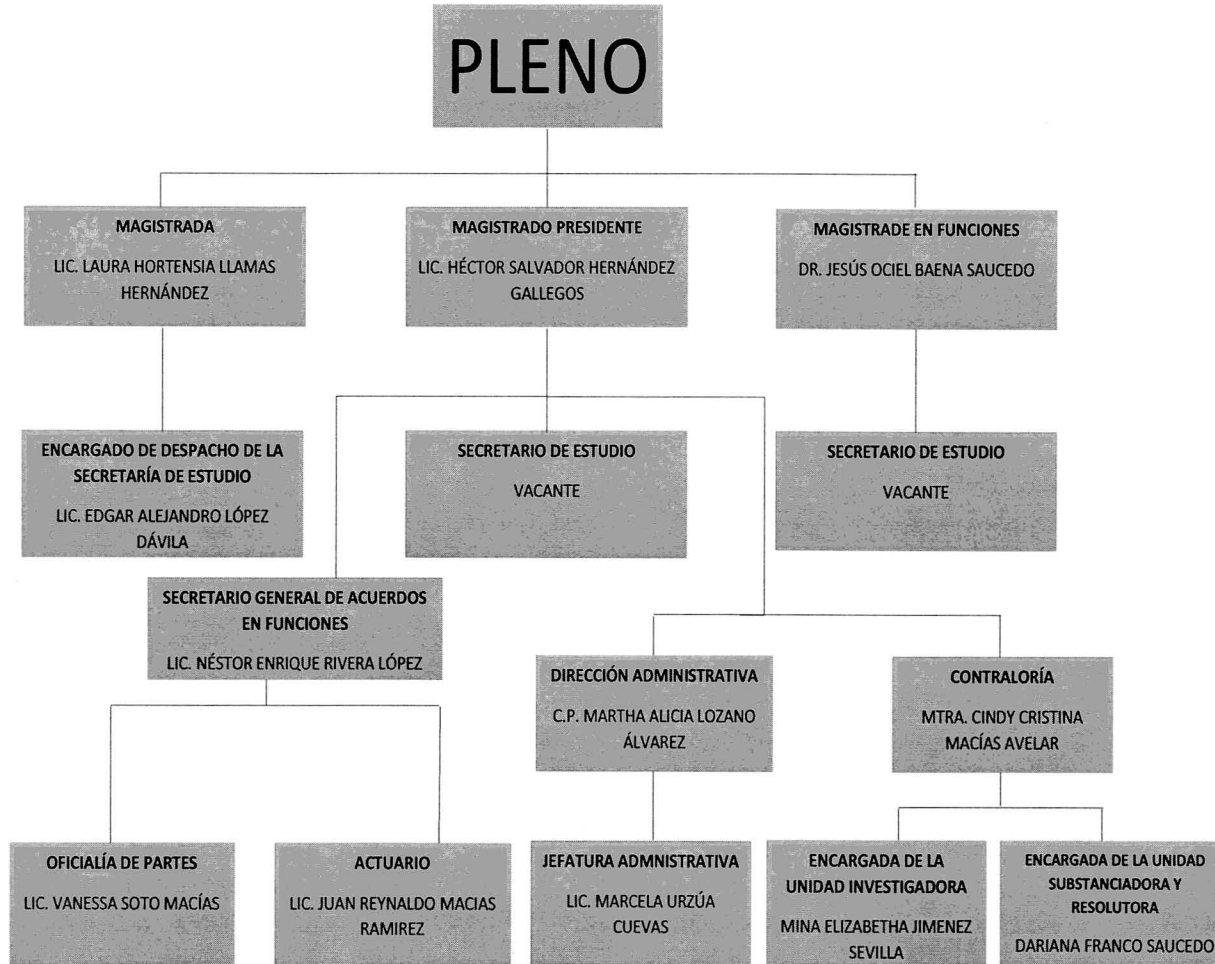 PLENO
MAGISTRADA
LIC. LAURA HORTENSIA LLAMAS
HERNÁNDEZ
MAGISTRADO PRESIDENTE
LIC. HÉCTOR SALVADOR HERNÁNDEZ
GALLEGOS
MAGISTRADE EN FUNCIONES
DR. JESÚS OCIEL BAENA SAUCEDO
ENCARGADO DE DESPACHO DE LA
SECRETARÍA DE ESTUDIO
LIC. EDGAR ALEJANDRO LÓPEZ
DÁVILA
SECRETARIO DE ESTUDIO
VACANTE
SECRETARIO DE ESTUDIO
VACANTE
SECRETARIO GENERAL DE ACUERDOS
EN FUNCIONES
LIC. NÉSTOR ENRIQUE RIVERA LÓPEZ
DIRECCIÓN ADMINISTRATIVA
C.P. MARTHA ALICIA LOZANO
ÁLVAREZ
CONTRALORÍA
MTRA. CINDY CRISTINA
MACÍAS AVELAR
OFICIALÍA DE PARTES
LIC. VANESSA SOTO MACÍAS
ACTUARIO
LIC. JUAN REYNALDO MACIAS
RAMIREZ
JEFATURA ADMNISTRATIVA
LIC. MARCELA URZÚA
CUEVAS
ENCARGADA DE LA
UNIDAD INVESTIGADORA
MINA ELIZABETHA JIMENEZ
SEVILLA
ENCARGADA DE LA UNIDAD
SUBSTANCIADORA Y
RESOLUTORA
DARIANA FRANCO SAUCEDO